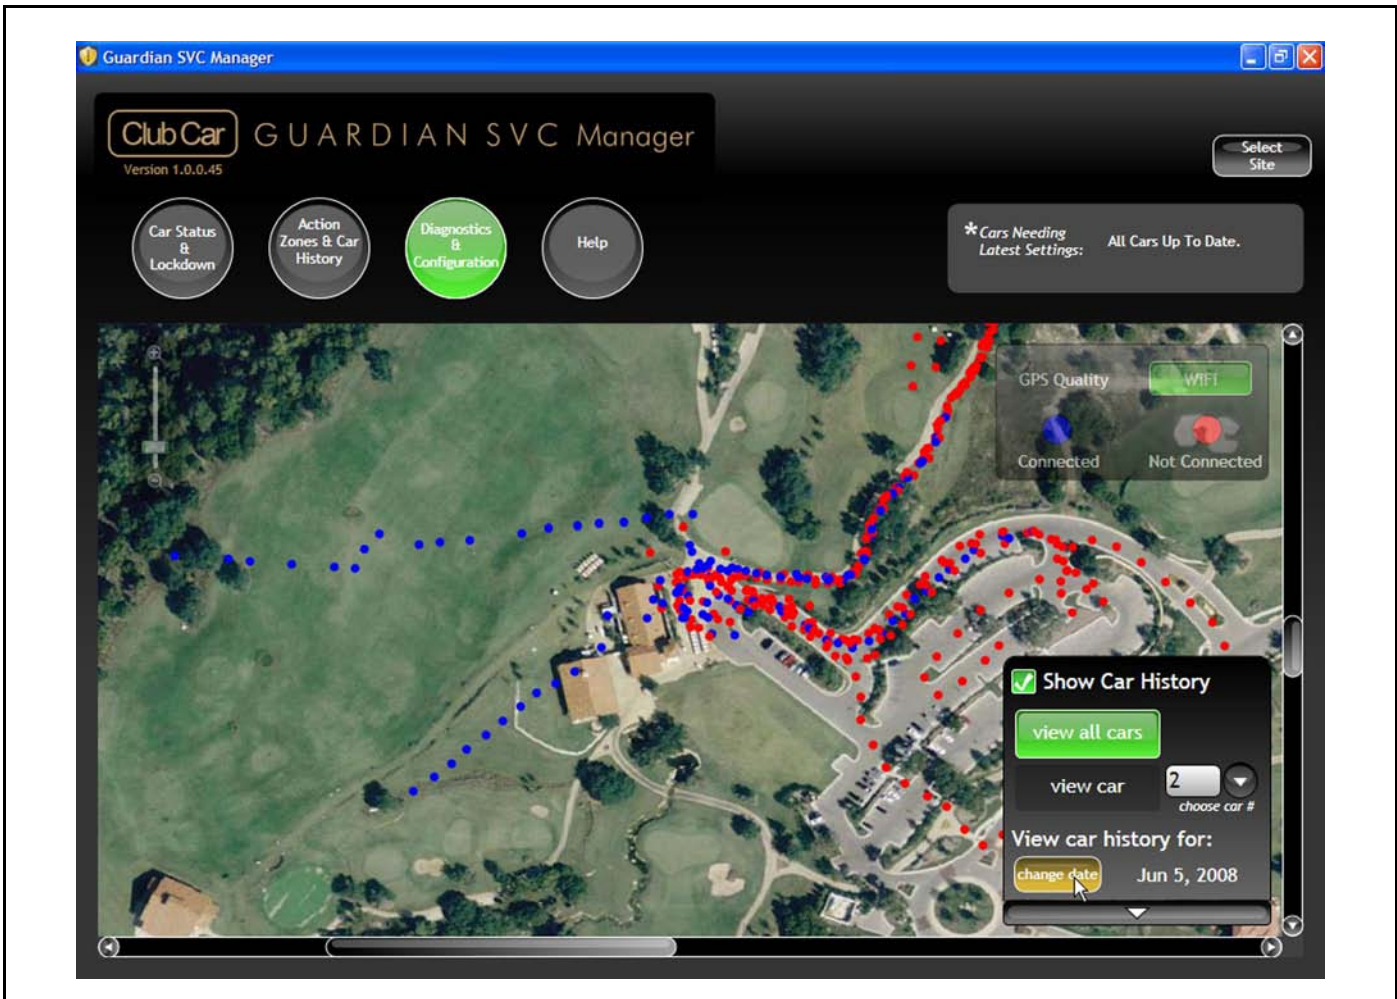 Guardian SVC Manager
Club Car
GUARDIAN SVC Manager
Version 1.0.0.45
Select
Site
Car Status
&
Lockdown
Action
Zones & Car
History
Diagnostics
&
Configuration
Help
*Cars Needing
Latest Settings:
All Cars Up To Date.
GPS Quality
WIFI
Connected
Not Connected
Show Car History
view all cars
view car
2
choose car #
View car history for:
change date
Jun 5, 2008